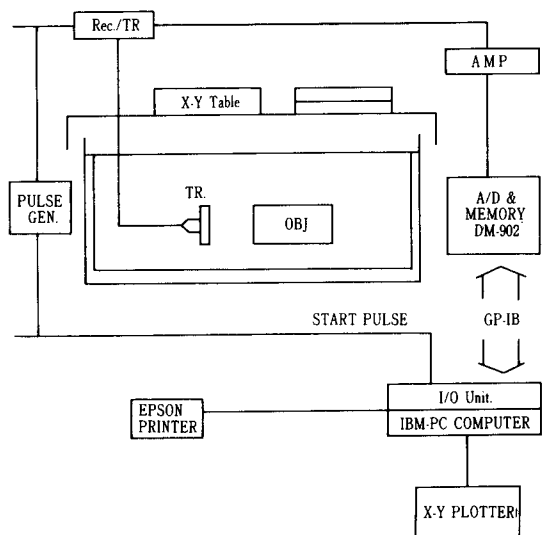 Rec./TR
AMP
X-Y Table
PULSE
GEN.
TR.
OBJ
A/D &
MEMORY
DM-902
START PULSE
GP-IB
I/O Unit.
EPSON
PRINTER
IBM-PC COMPUTER
X-Y PLOTTER